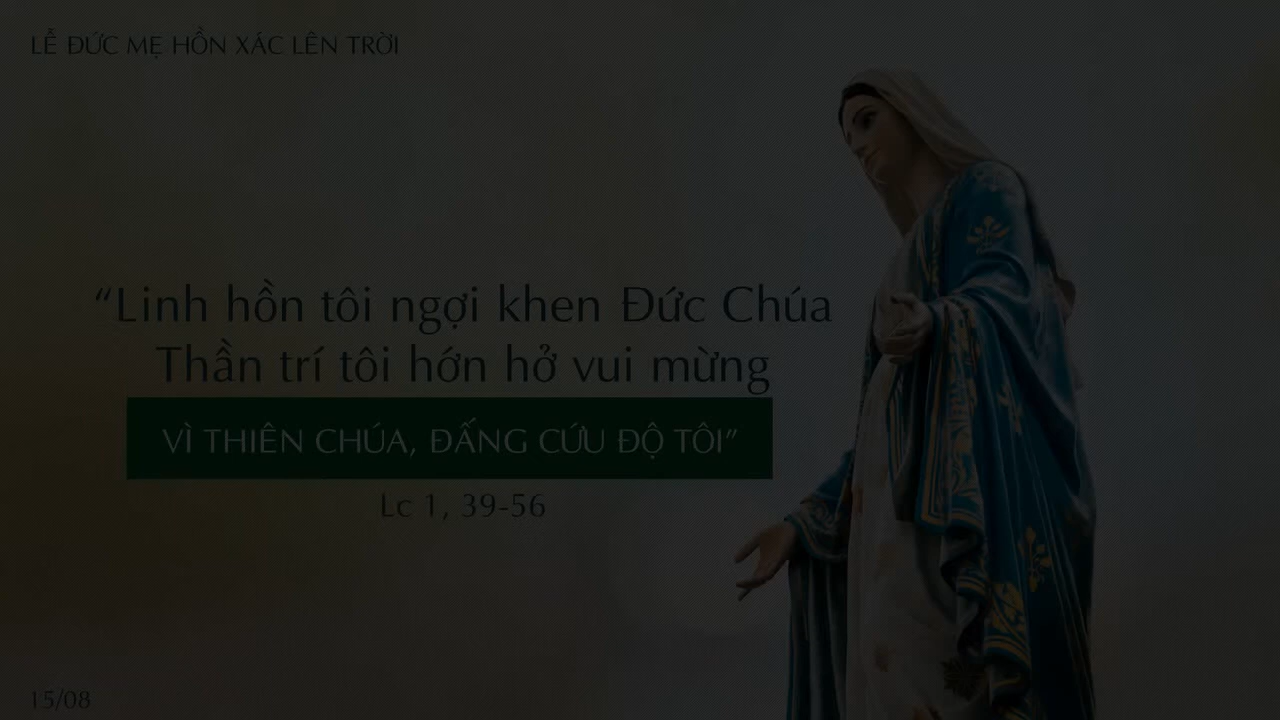 LỄ ĐỨC MẸ HỒN XÁC LÊN TRỜI
“Linh hồn tôi ngợi khen Đức Chúa
Thần trí tôi hớn hở vui mừng
VÌ THIÊN CHÚA, ĐẤNG CỨU ĐỘ TÔI”
Lc 1, 39-56
15/08